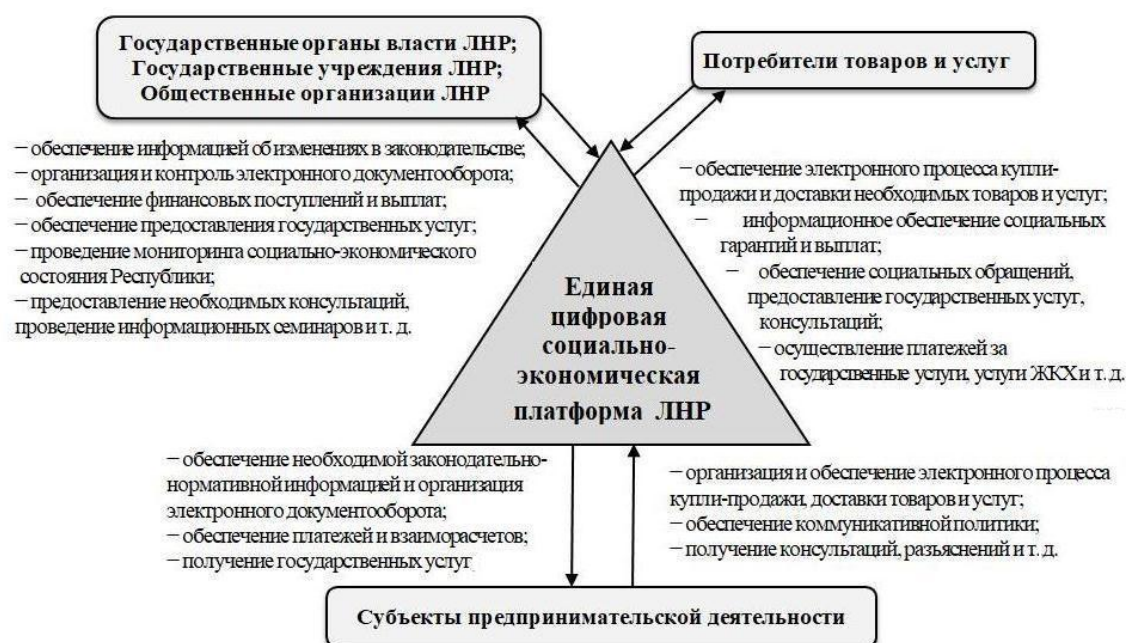 Государственные органы власти ЛНР;
Государственные учреждения ЛНР;
Общественные организации ЛНР
Потребители товаров и услуг
– обеспечение информацией об изменениях в законодательстве;
– организация и контроль электронного документооборота;
– обеспечение финансовых поступлений и выплат;
– обеспечение предоставления государственных услуг;
– проведение мониторинга социально-экономического
состояния Республики;
– предоставление необходимых консультаций,
проведение информационных семинаров и т. д.
– обеспечение электронного процесса купли-
продажи и доставки необходимых товаров и услуг;
– информационное обеспечение социальных
гарантий и выплат;
– обеспечение социальных обращений,
предоставление государственных услуг,
консультаций;
– осуществление платежей за
государственные услуги, услуги ЖКХ и т. д.
Единая
цифровая
социально-
экономическая
платформа ЛНР
– обеспечение необходимой законодательно-
нормативной информацией и организация
электронного документооборота;
– обеспечение платежей и взаиморасчетов;
– получение государственных услуг
– организация и обеспечение электронного процесса
купли-продажи, доставки товаров и услуг;
– обеспечение коммуникативной политики;
– получение консультаций, разъяснений и т. д.
Субъекты предпринимательской деятельности